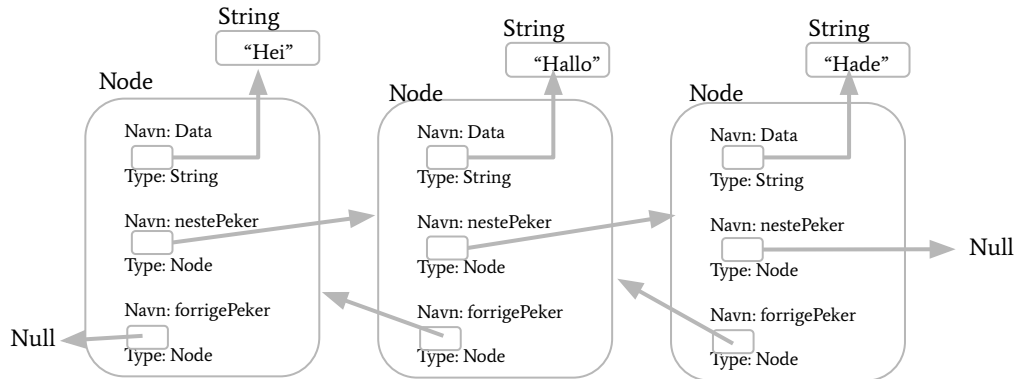 String
"Hei"
Node
Navn: Data
Type: String
Navn: nestePeker
Type: Node
Navn: forrigePeker
Type: Node
Null
String
"Hallo"
Node
Navn: Data
Type: String
Navn: nestePeker
Type: Node
Navn: forrigePeker
Type: Node
String
"Hade"
Node
Navn: Data
Type: String
Navn: nestePeker
Type: Node
Navn: forrigePeker
Type: Node
Null